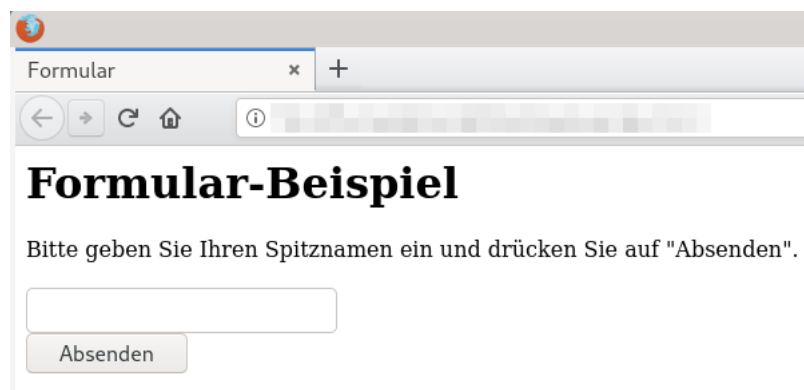 Formular
Formular-Beispiel
Bitte geben Sie Ihren Spitznamen ein und drücken Sie auf "Absenden".
Absenden